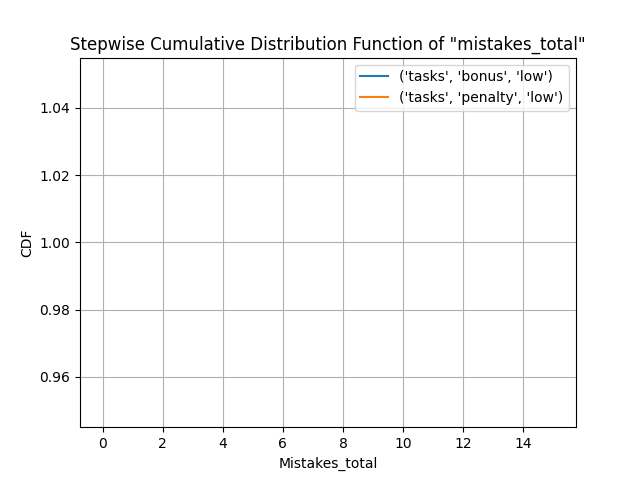 Stepwise Cumulative Distribution Function of "mistakes_total"
('tasks', 'bonus', 'low')
('tasks', 'penalty', 'low')
1.04
1.02
1.00
0.98
0.96
CDF
0 2 4 6 8 10 12 14
Mistakes_total